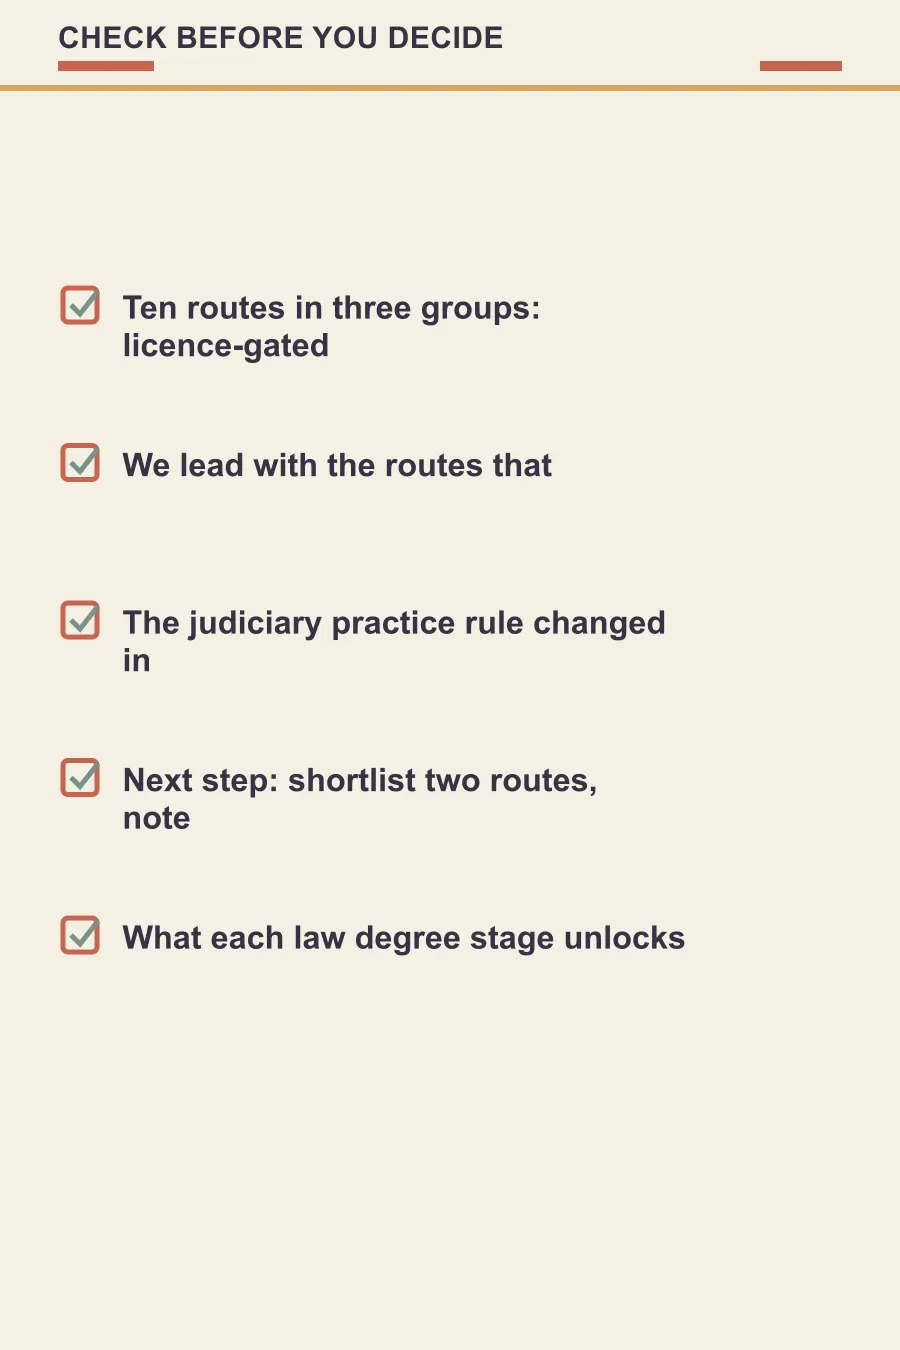 CHECK BEFORE YOU DECIDE
Ten routes in three groups:
licence-gated
We lead with the routes that
The judiciary practice rule changed
in
Next step: shortlist two routes,
note
What each law degree stage unlocks